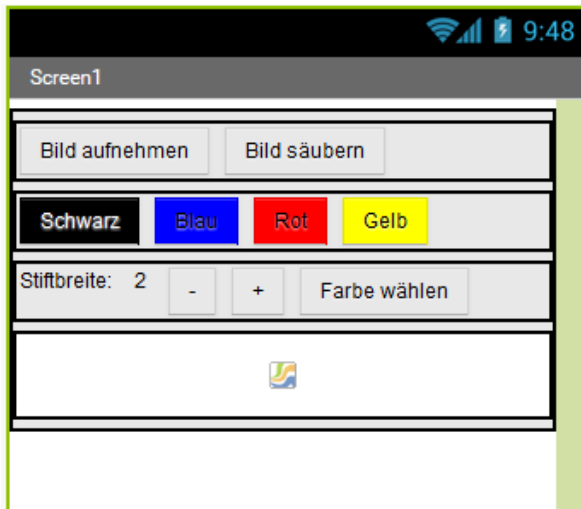 9:48
Screen1
Bild aufnehmen Bild säubern
Schwarz Blau Rot Gelb
Stiftbreite: 2 - + Farbe wählen